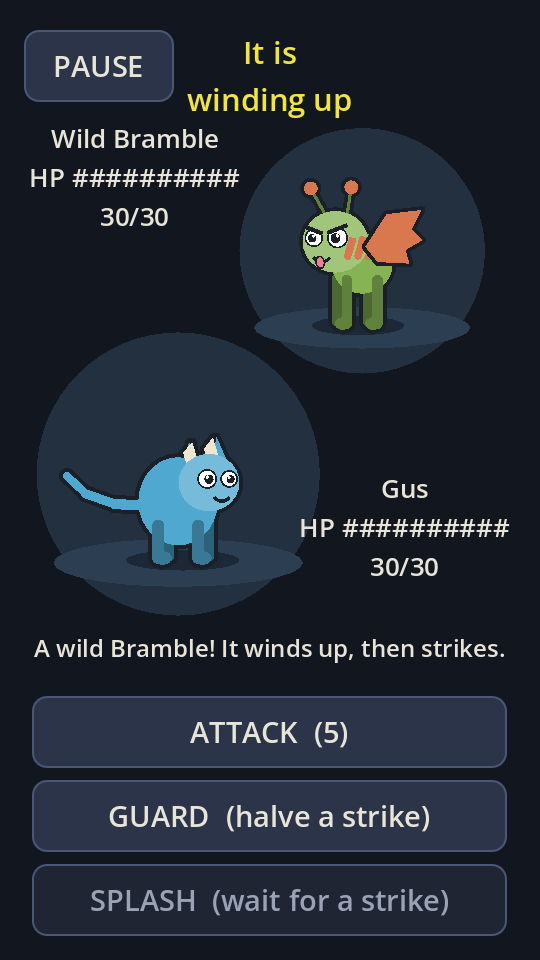 PAUSE
It is
winding up
Wild Bramble
HP ##########
30/30
Gus
HP ##########
30/30
A wild Bramble! It winds up, then strikes.
ATTACK (5)
GUARD (halve a strike)
SPLASH (wait for a strike)